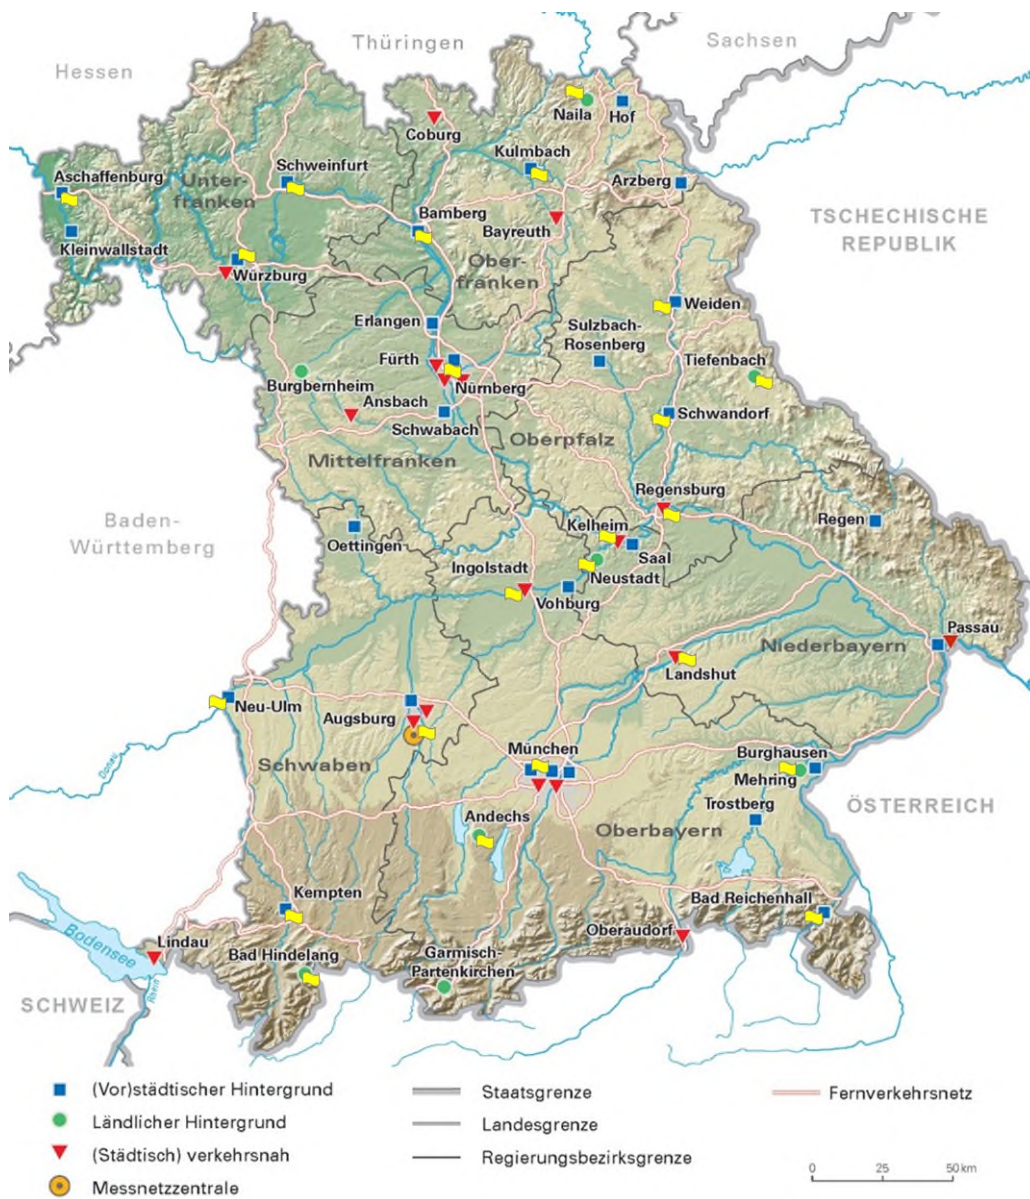 Thüringen
Sachsen
Hessen
Naila
Hof
Coburg
Kulmbach
Schweinfurt
Aschaffenburg
Unter-
franken
Arzberg
Bamberg
Bayreuth
TSCHECHISCHE
REPUBLIK
Kleinwallstadt
Ober-
franken
Würzburg
Weiden
Erlangen
Sulzbach-
Rosenberg
Fürth
Tiefenbach
Burgbernheim
Nürnberg
Ansbach
Schwandorf
Schwabach
Oberpfalz
Mittelfranken
Regensburg
Baden-
Württemberg
Kelheim
Regen
Oettingen
Saal
Ingolstadt
Neustadt
Vohburg
Passau
Niederbayern
Landshut
Neu-Ulm
Augsburg
München
Burghausen
Donau
Schwaben
Mehring
Trostberg
ÖSTERREICH
Andechs
Oberbayern
Kempten
Bad Reichenhall
Bodensee
Lindau
Oberaudorf
Bad Hindelang
Garmisch-
Partenkirchen
Rhein
SCHWEIZ
(Vor)städtischer Hintergrund
Ländlicher Hintergrund
(Städtisch) verkehrsnah
Messnetzzentrale
Staatsgrenze
Landesgrenze
Regierungsbezirksgrenze
Fernverkehrsnetz
0 25 50 km